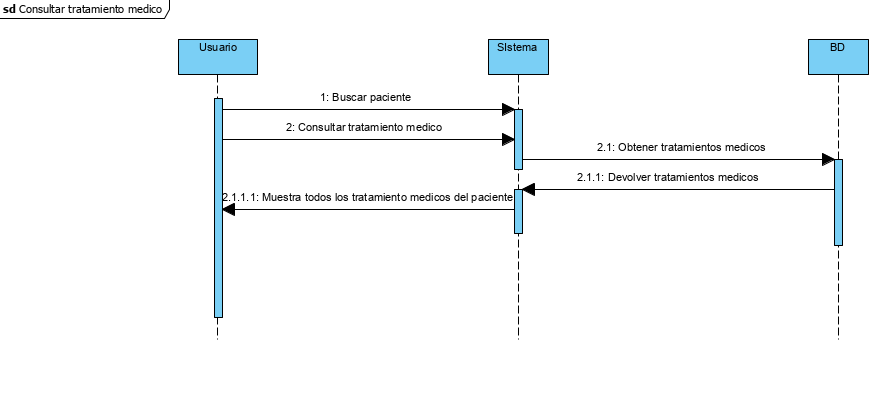 sd Consultar tratamiento medico
Usuario
SIstema
BD
1: Buscar paciente
2: Consultar tratamiento medico
2.1: Obtener tratamientos medicos
2.1.1: Devolver tratamientos medicos
2.1.1.1: Muestra todos los tratamiento medicos del paciente